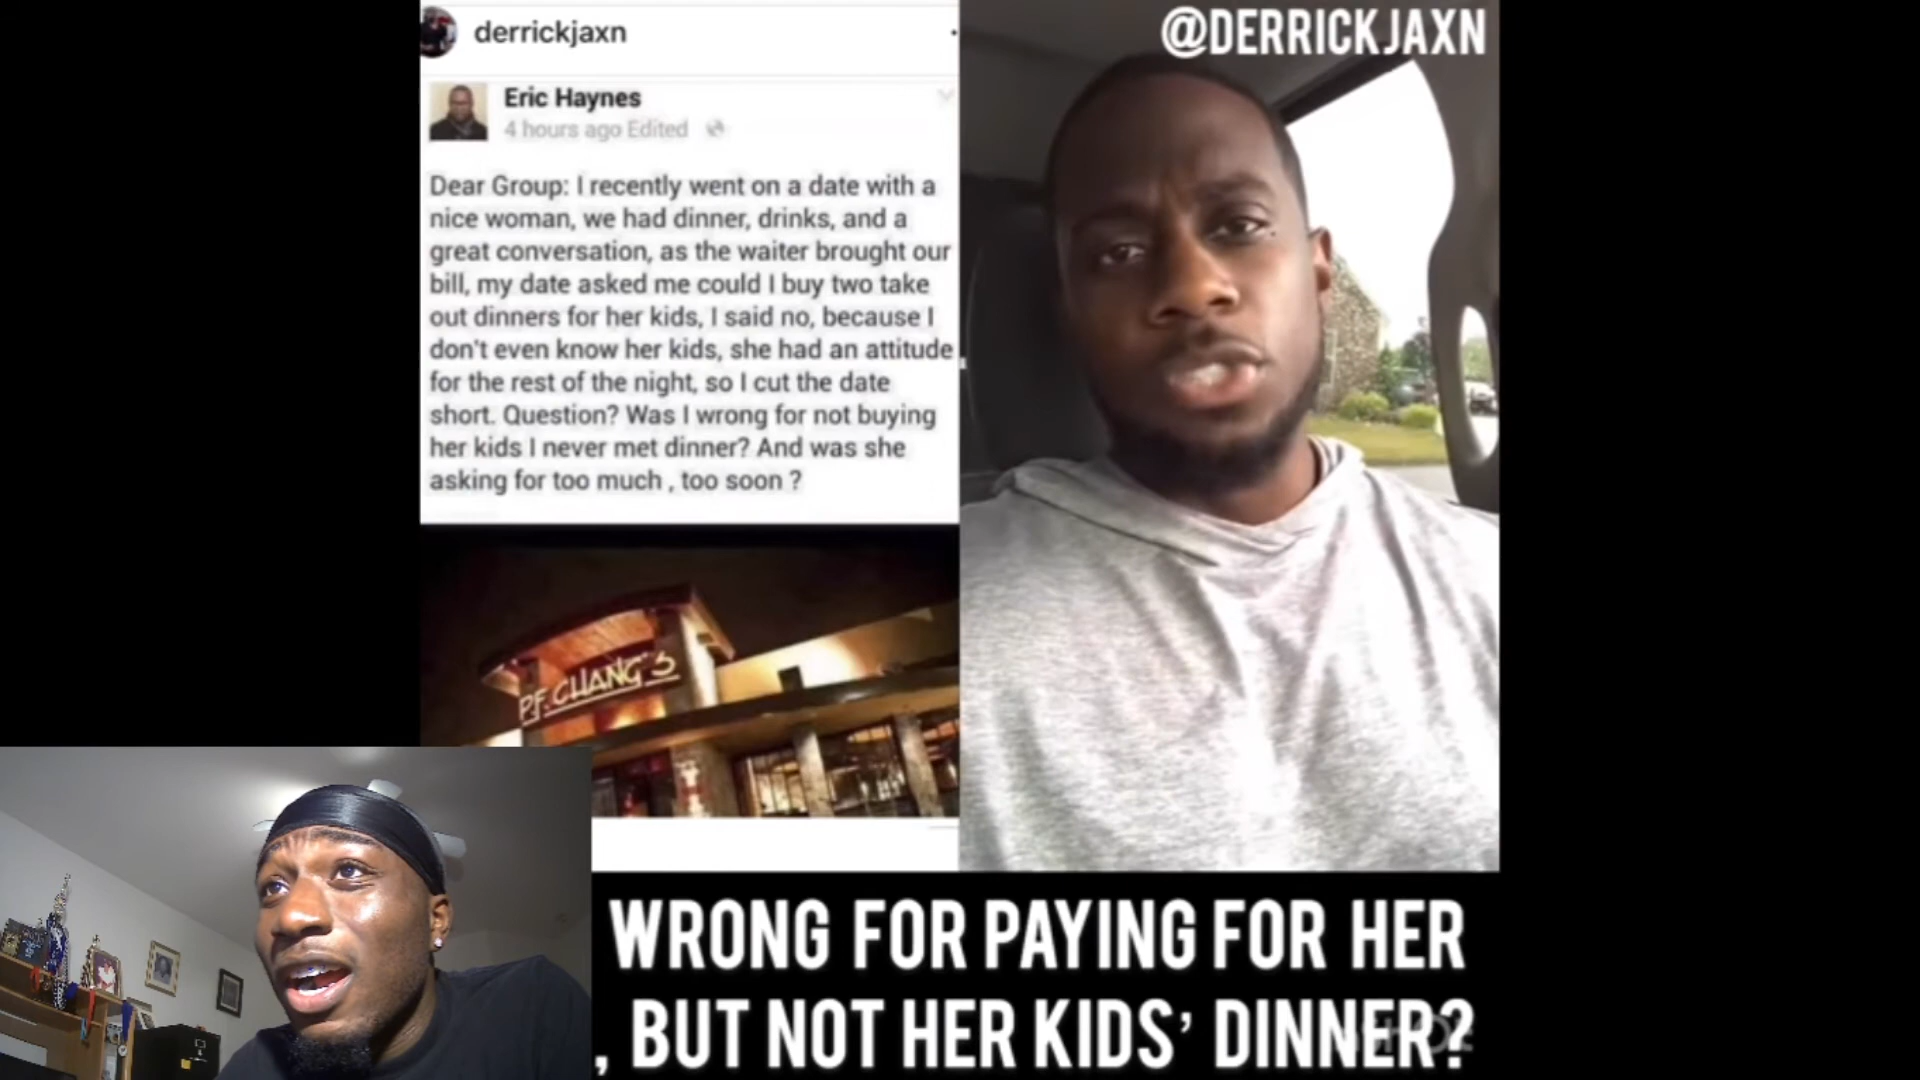 derrickjaxn
Eric Haynes
4 hours ago Edited
Dear Group: I recently went on a date with a
nice woman, we had dinner, drinks, and a
great conversation, as the waiter brought our
bill, my date asked me could I buy two take
out dinners for her kids, I said no, because I
don't even know her kids, she had an attitude
for the rest of the night, so I cut the date
short. Question? Was I wrong for not buying
her kids I never met dinner? And was she
asking for too much , too soon ?
P.F. CHANG'S
@DERRICKJAXN
WRONG FOR PAYING FOR HER
, BUT NOT HER KIDS' DINNER?